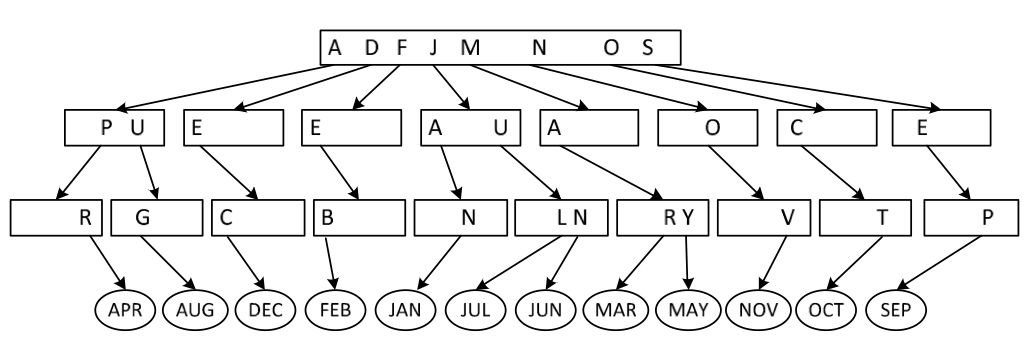 A D F J M N O S
P U E E A U A O C E
R G C B N L N R Y V T P
APR AUG DEC FEB JAN JUL JUN MAR MAY NOV OCT SEP